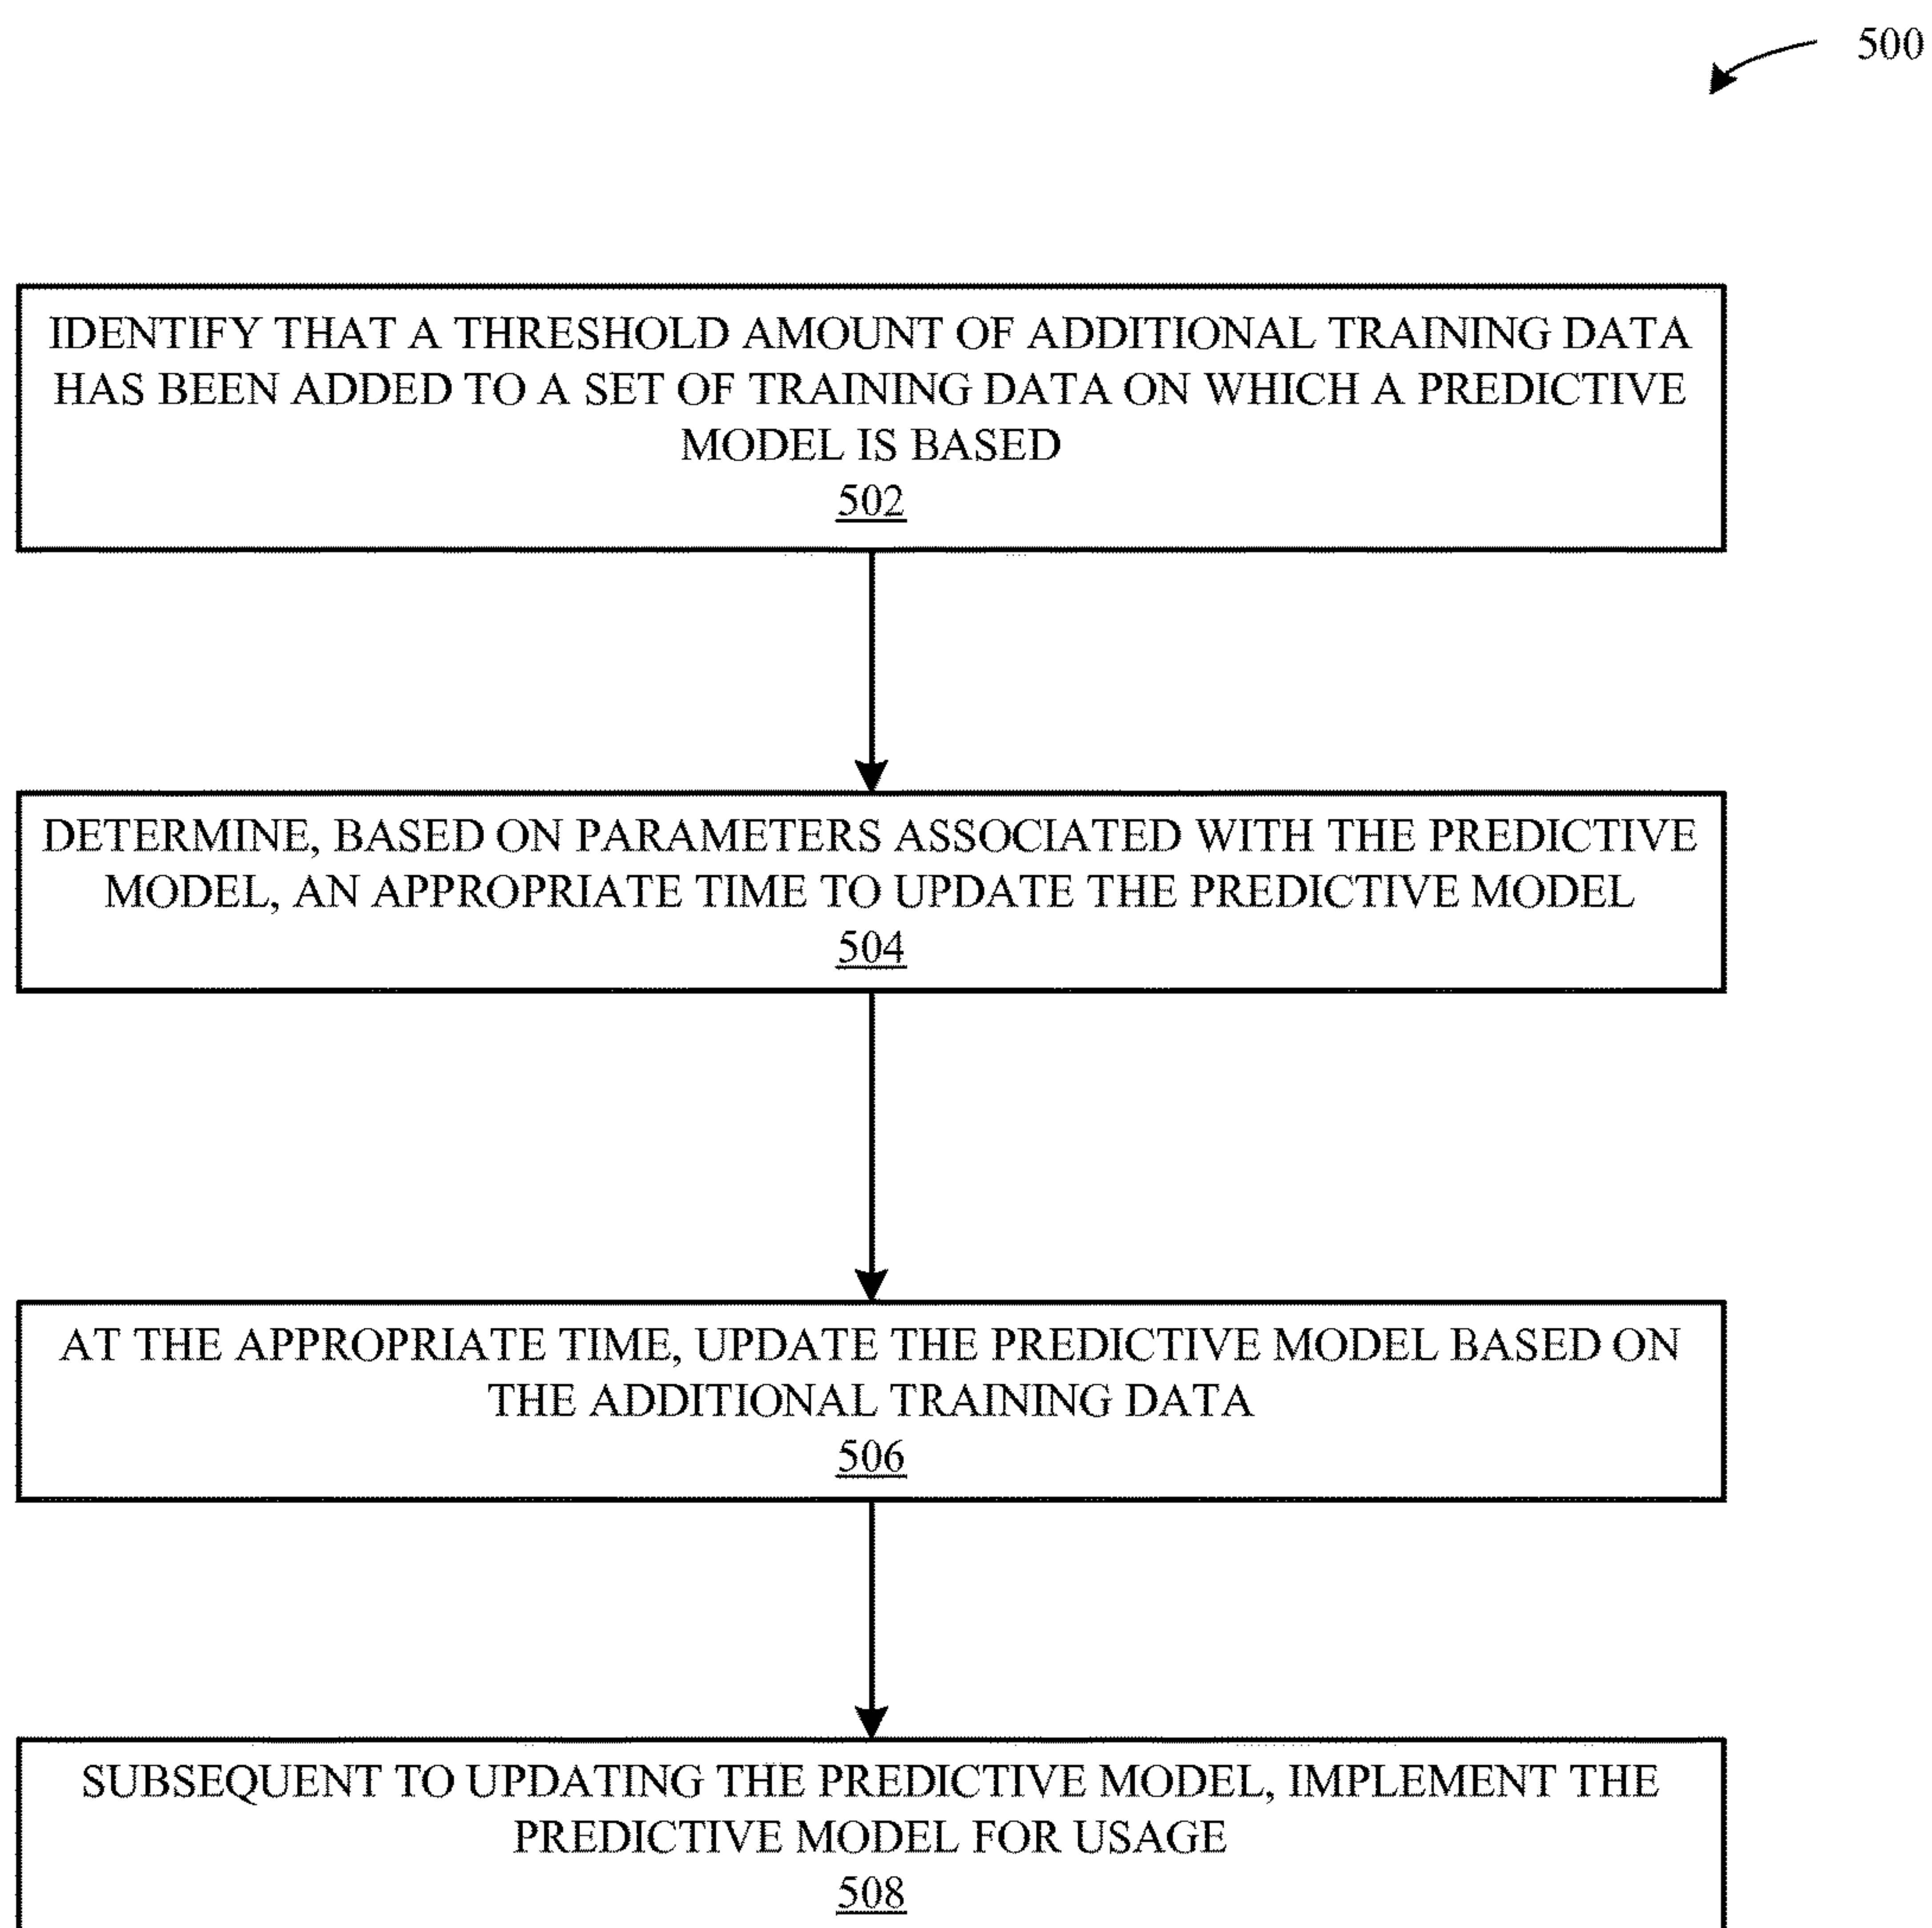 500
IDENTIFY THAT A THRESHOLD AMOUNT OF ADDITIONAL TRAINING DATA
HAS BEEN ADDED TO A SET OF TRAINING DATA ON WHICH A PREDICTIVE
MODEL IS BASED
502
DETERMINE, BASED ON PARAMETERS ASSOCIATED WITH THE PREDICTIVE
MODEL, AN APPROPRIATE TIME TO UPDATE THE PREDICTIVE MODEL
504
AT THE APPROPRIATE TIME, UPDATE THE PREDICTIVE MODEL BASED ON
THE ADDITIONAL TRAINING DATA
506
SUBSEQUENT TO UPDATING THE PREDICTIVE MODEL, IMPLEMENT THE
PREDICTIVE MODEL FOR USAGE
508